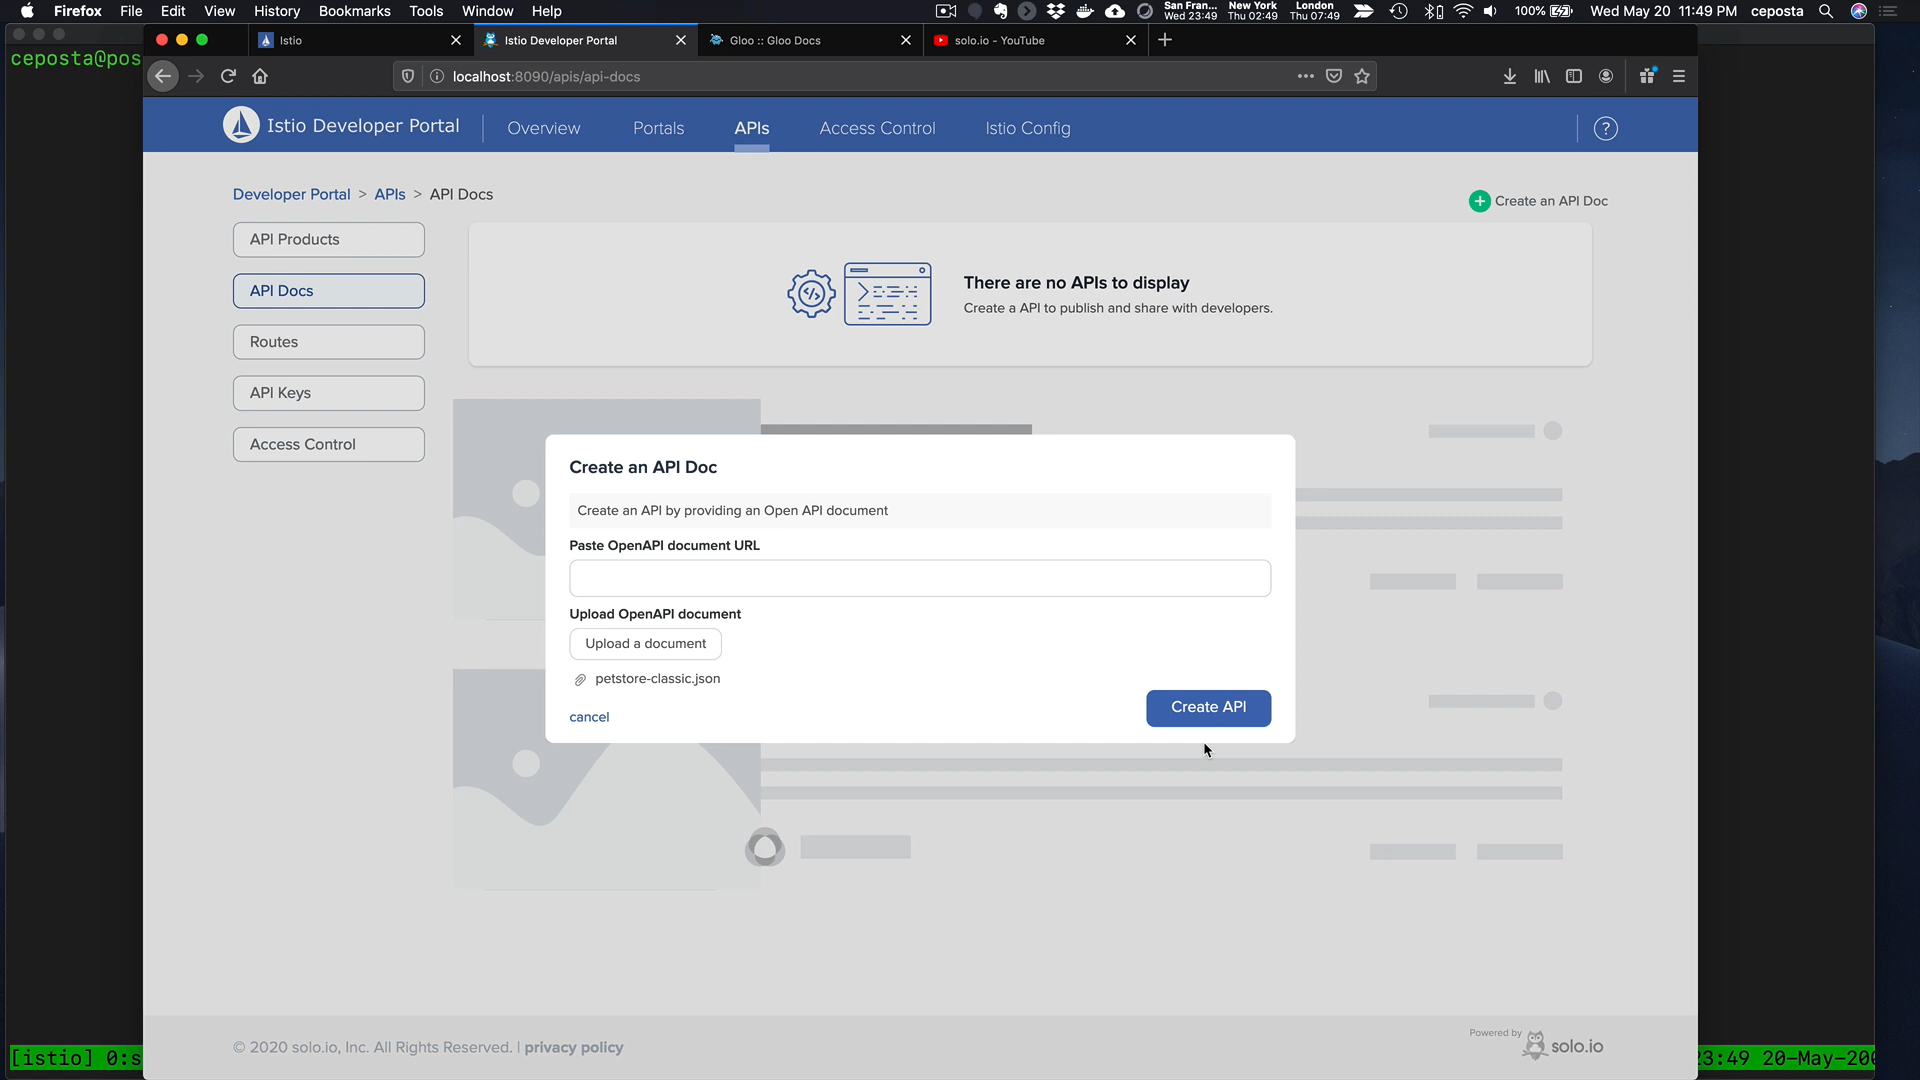 Firefox File Edit View History Bookmarks Tools Window Help
San Fran... New York London
Wed 23:49 Thu 02:49 Thu 07:49
100% Wed May 20 11:49 PM ceposta
ceposta@pos
Istio
Istio Developer Portal
Gloo :: Gloo Docs
solo.io - YouTube
localhost:8090/apis/api-docs
Istio Developer Portal
Overview
Portals
APIs
Access Control
Istio Config
?
Developer Portal > APIs > API Docs
Create an API Doc
API Products
API Docs
Routes
API Keys
Access Control
There are no APIs to display
Create a API to publish and share with developers.
Create an API Doc
Create an API by providing an Open API document
Paste OpenAPI document URL
Upload OpenAPI document
Upload a document
petstore-classic.json
cancel
Create API
© 2020 solo.io, Inc. All Rights Reserved. | privacy policy
Powered by
solo.io
[istio] 0:s
23:49 20-May-20